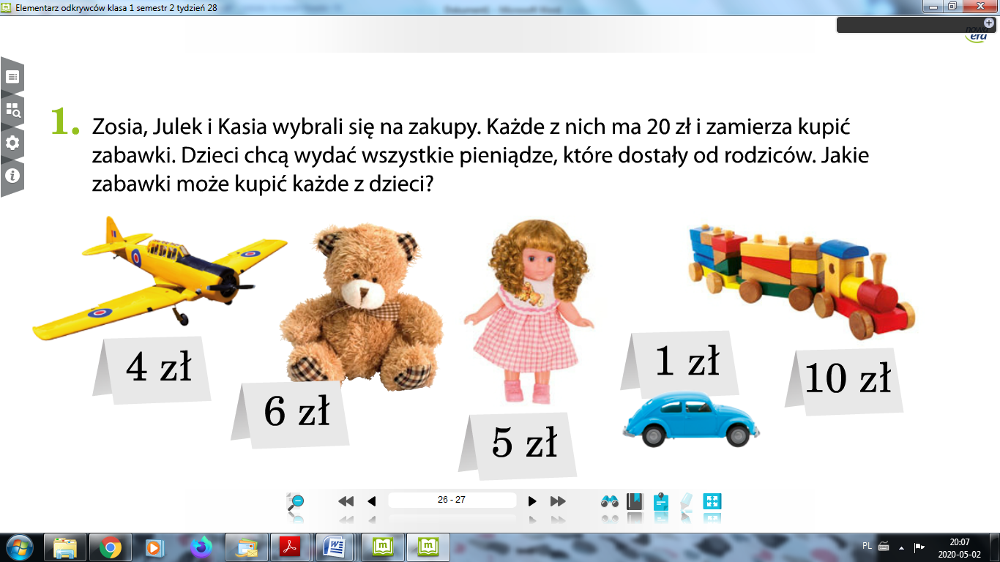 Elementarz odkrywców klasa 1 semestr 2 tydzień 28
nowa
era
1. Zosia, Julek i Kasia wybrali się na zakupy. Każde z nich ma 20 zł i zamierza kupić
zabawki. Dzieci chcą wydać wszystkie pieniądze, które dostały od rodziców. Jakie
zabawki może kupić każde z dzieci?
4 zł
6 zł
5 zł
1 zł
10 zł
26 - 27
PL
20:07
2020-05-02